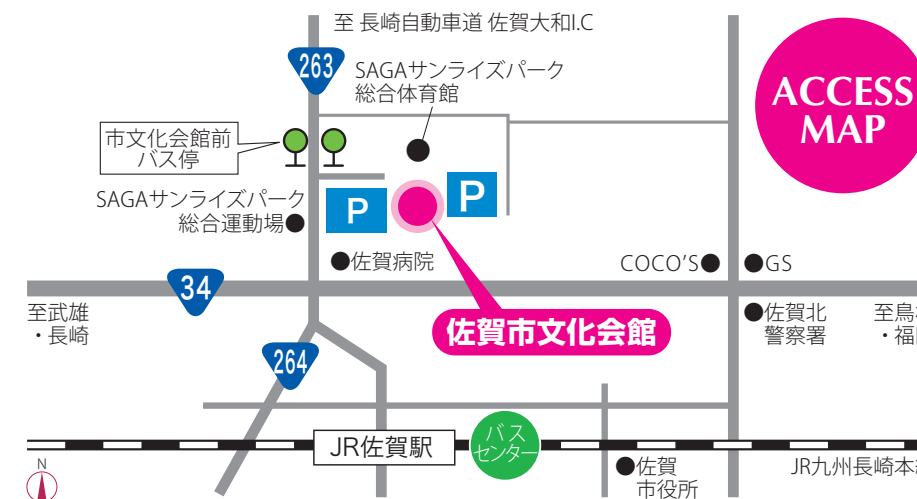 至 長崎自動車道 佐賀大和I.C
263
SAGAサンライズパーク
総合体育館
ACCESS
MAP
市文化会館前
バス停
SAGAサンライズパーク
総合運動場
P
P
佐賀病院
COCO'S
GS
34
至武雄
・長崎
佐賀市文化会館
佐賀北
警察署
至鳥
・福
264
JR佐賀駅
バス
センター
N
佐賀
市役所
JR九州長崎本